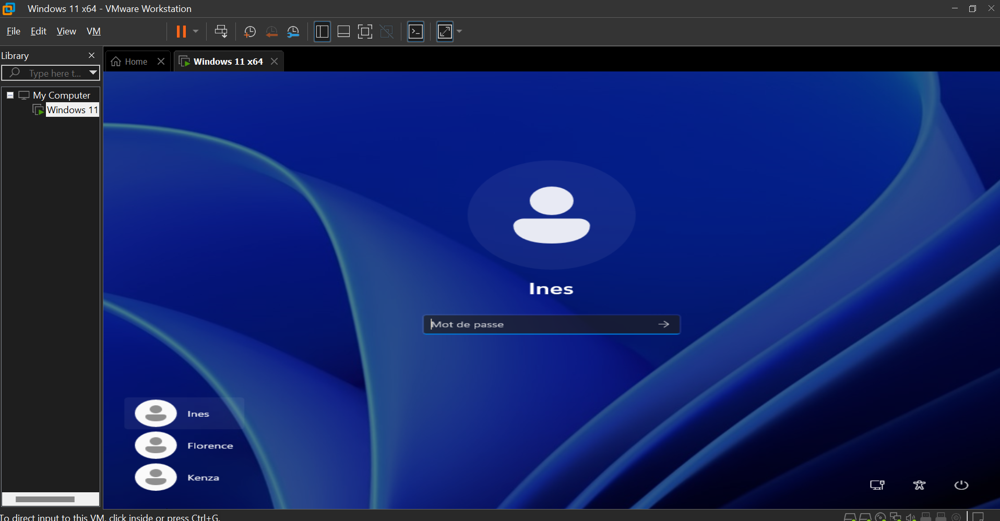 Windows 11 x64 - VMware Workstation
File Edit View VM
Library
Home
Windows 11 x64
Type here t...
My Computer
Windows 11
Ines
Mot de passe
Ines
Florence
Kenza
To direct input to this VM, click inside or press Ctrl+G.